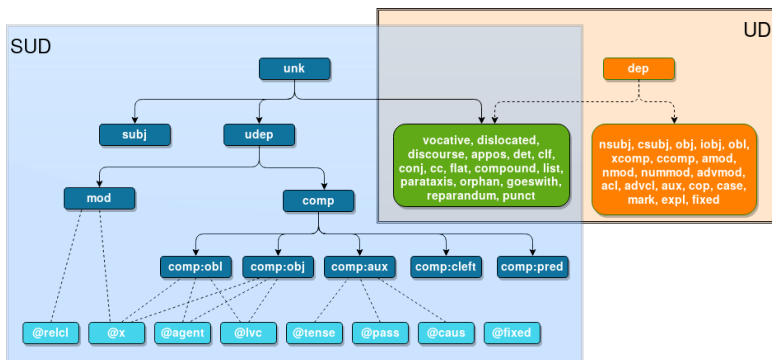 UD
SUD
unk
dep
subj
udep
vocative, dislocated,
discourse, appos, det, clf,
conj, cc, flat, compound, list,
parataxis, orphan, goeswith,
reparandum, punct
nsubj, csubj, obj, iobj, obl,
xcomp, ccomp, amod,
nmod, nummod, advmod,
acl, advcl, aux, cop, case,
mark, expl, fixed
mod
comp
comp:obl
comp:obj
comp:aux
comp:cleft
comp:pred
@relcl
@x
@agent
@lvc
@tense
@pass
@caus
@fixed